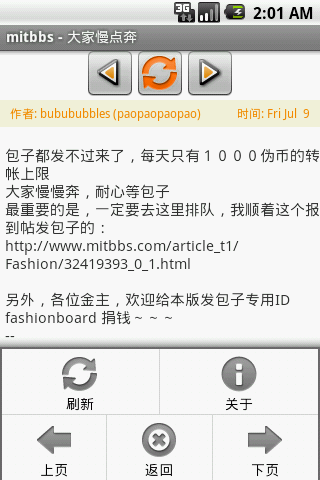 3G 2:01 AM
mitbbs - 大家慢点奔
作者: bubububbles (paopaopaopao) 时间: Fri Jul 9
包子都发不过来了，每天只有１０００伪币的转
帐上限
大家慢慢奔，耐心等包子
最重要的是，一定要去这里排队，我顺着这个报
到帖发包子的：
http://www.mitbbs.com/article_t1/
Fashion/32419393_0_1.html
另外，各位金主，欢迎给本版发包子专用ID
fashionboard 捐钱～～～
--
刷新 关于
上页 返回 下页